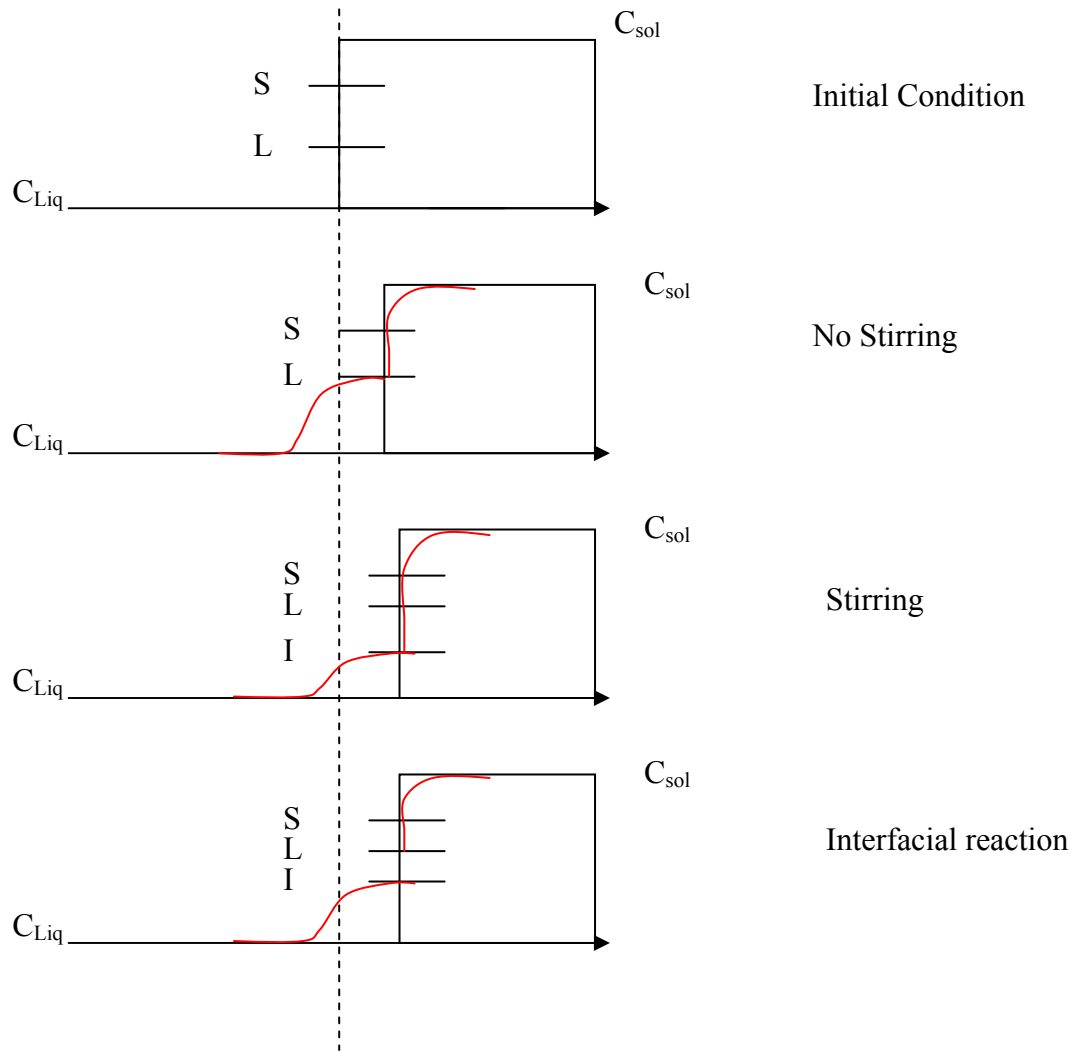 C_sol
S
Initial Condition
L
C_Liq
C_sol
S
No Stirring
L
C_Liq
C_sol
S
L
Stirring
I
C_Liq
C_sol
S
L
Interfacial reaction
I
C_Liq